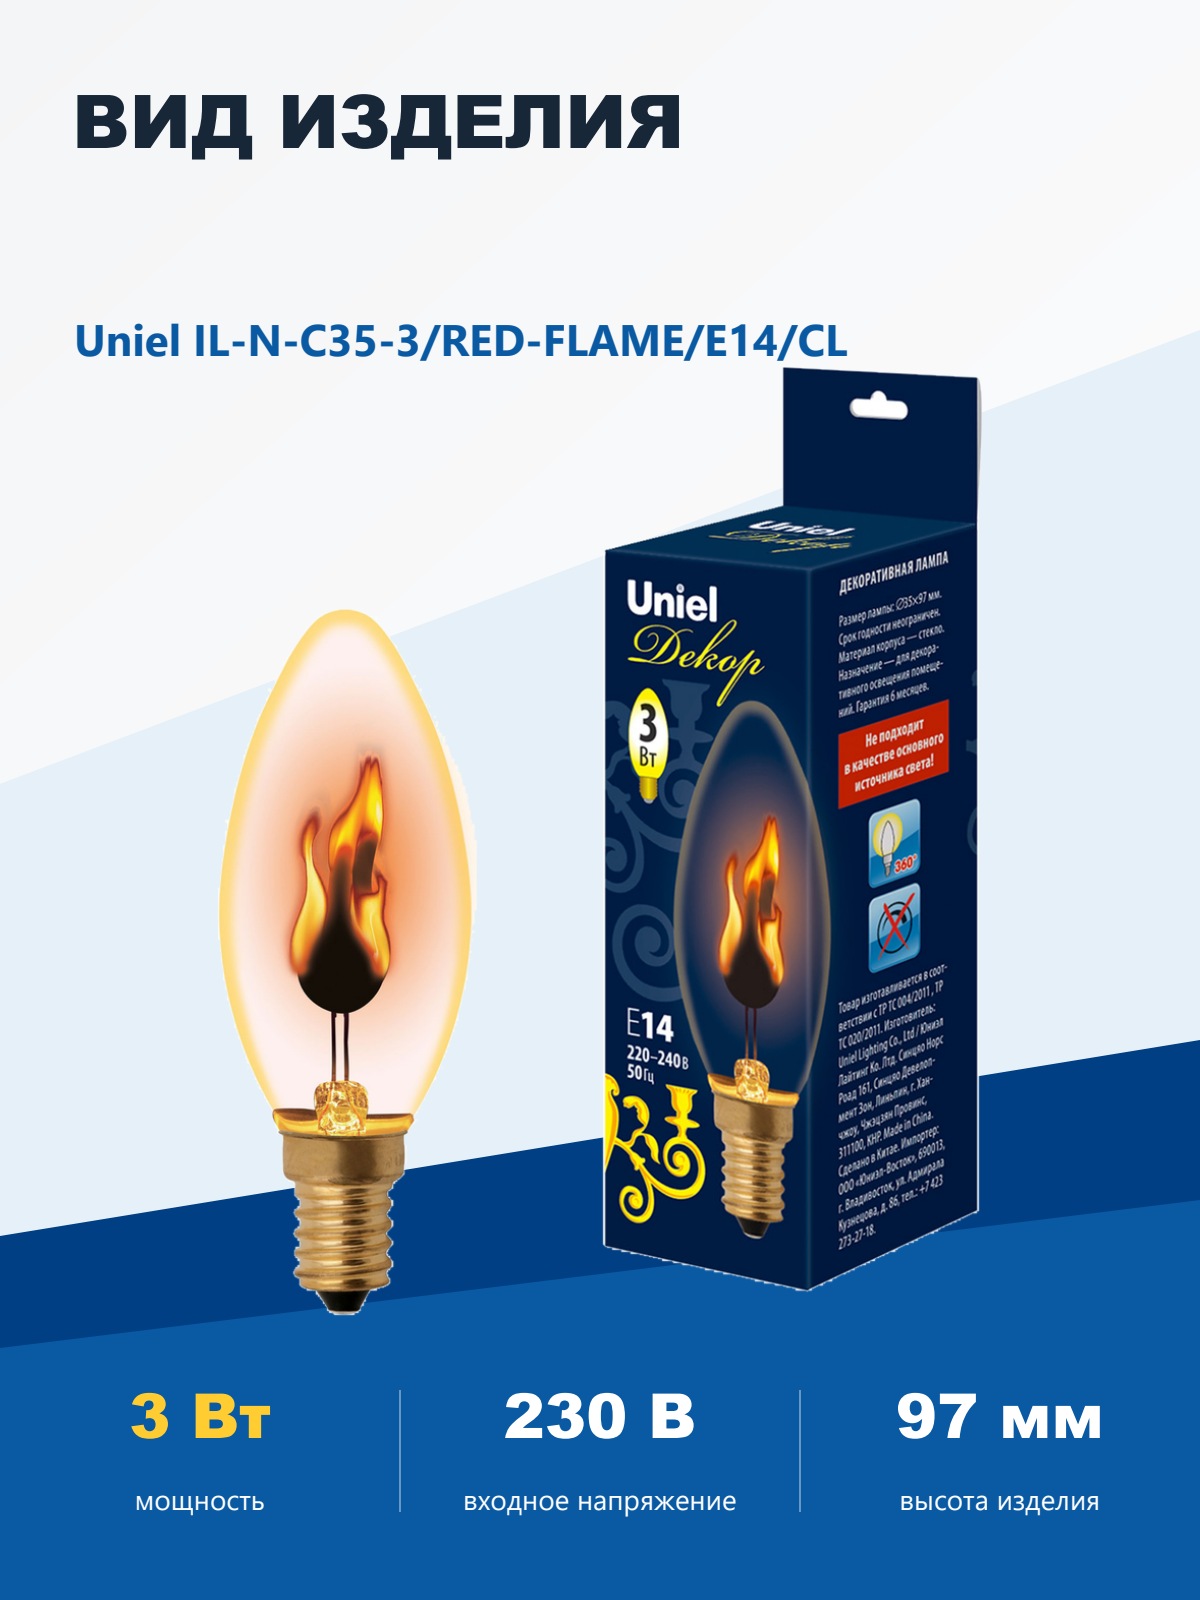 ВИД ИЗДЕЛИЯ
Uniel IL-N-C35-3/RED-FLAME/E14/CL
Uniel
Декор
Uniel
Декор
3
Вт
E14
220–240 В
50 Гц
ДЕКОРАТИВНАЯ ЛАМПА
Размер лампы: ∅35×97 мм.
Срок годности неограничен.
Материал корпуса — стекло.
Назначение — для декора-
тивного освещения помеще-
ний. Гарантия 6 месяцев.
Не подходит
в качестве основного
источника света!
360°
Товар изготавливается в соот-
ветствии с ТР ТС 004/2011, ТР
ТС 020/2011. Изготовитель:
Uniel Lighting Co., Ltd / Юниэл
Лайтинг Ко. Лтд. Синцяо Норс
Роад 161, Синцяо Девелоп-
мент Зон, Линьпин, г. Хан-
чжоу, Чжэцзян Провинс,
311100, КНР. Made in China.
Сделано в Китае. Импортер:
ООО «Юниэл-Восток», 690013,
г. Владивосток, ул. Адмирала
Кузнецова, д. 86, тел.: +7 423
273-27-18.
3 Вт
мощность
230 В
входное напряжение
97 мм
высота изделия